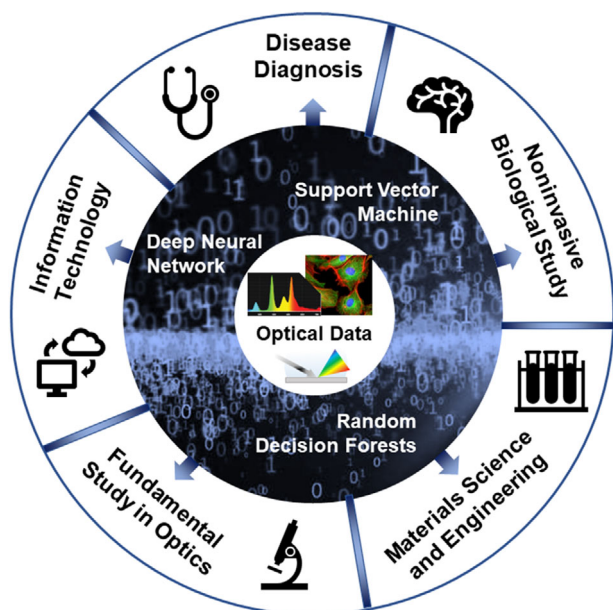 Disease
Diagnosis
Noninvasive
Biological Study
Materials Science
and Engineering
Fundamental
Study in Optics
Information
Technology
Support Vector
Machine
Deep Neural
Network
Optical Data
Random
Decision Forests